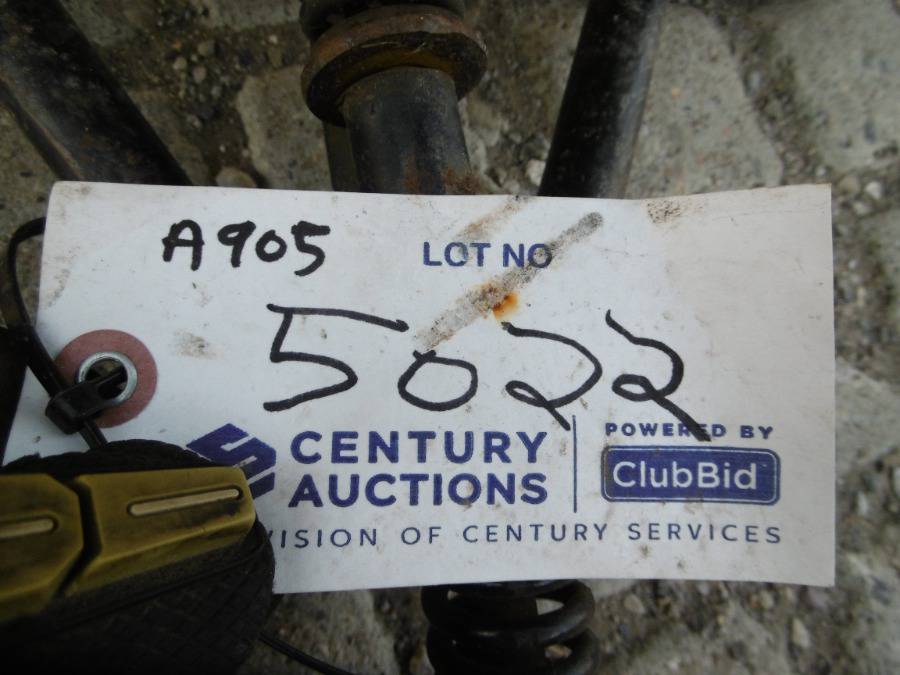 A905
LOT NO
5022
CENTURY
AUCTIONS
POWERED BY
ClubBid
VISION OF CENTURY SERVICES